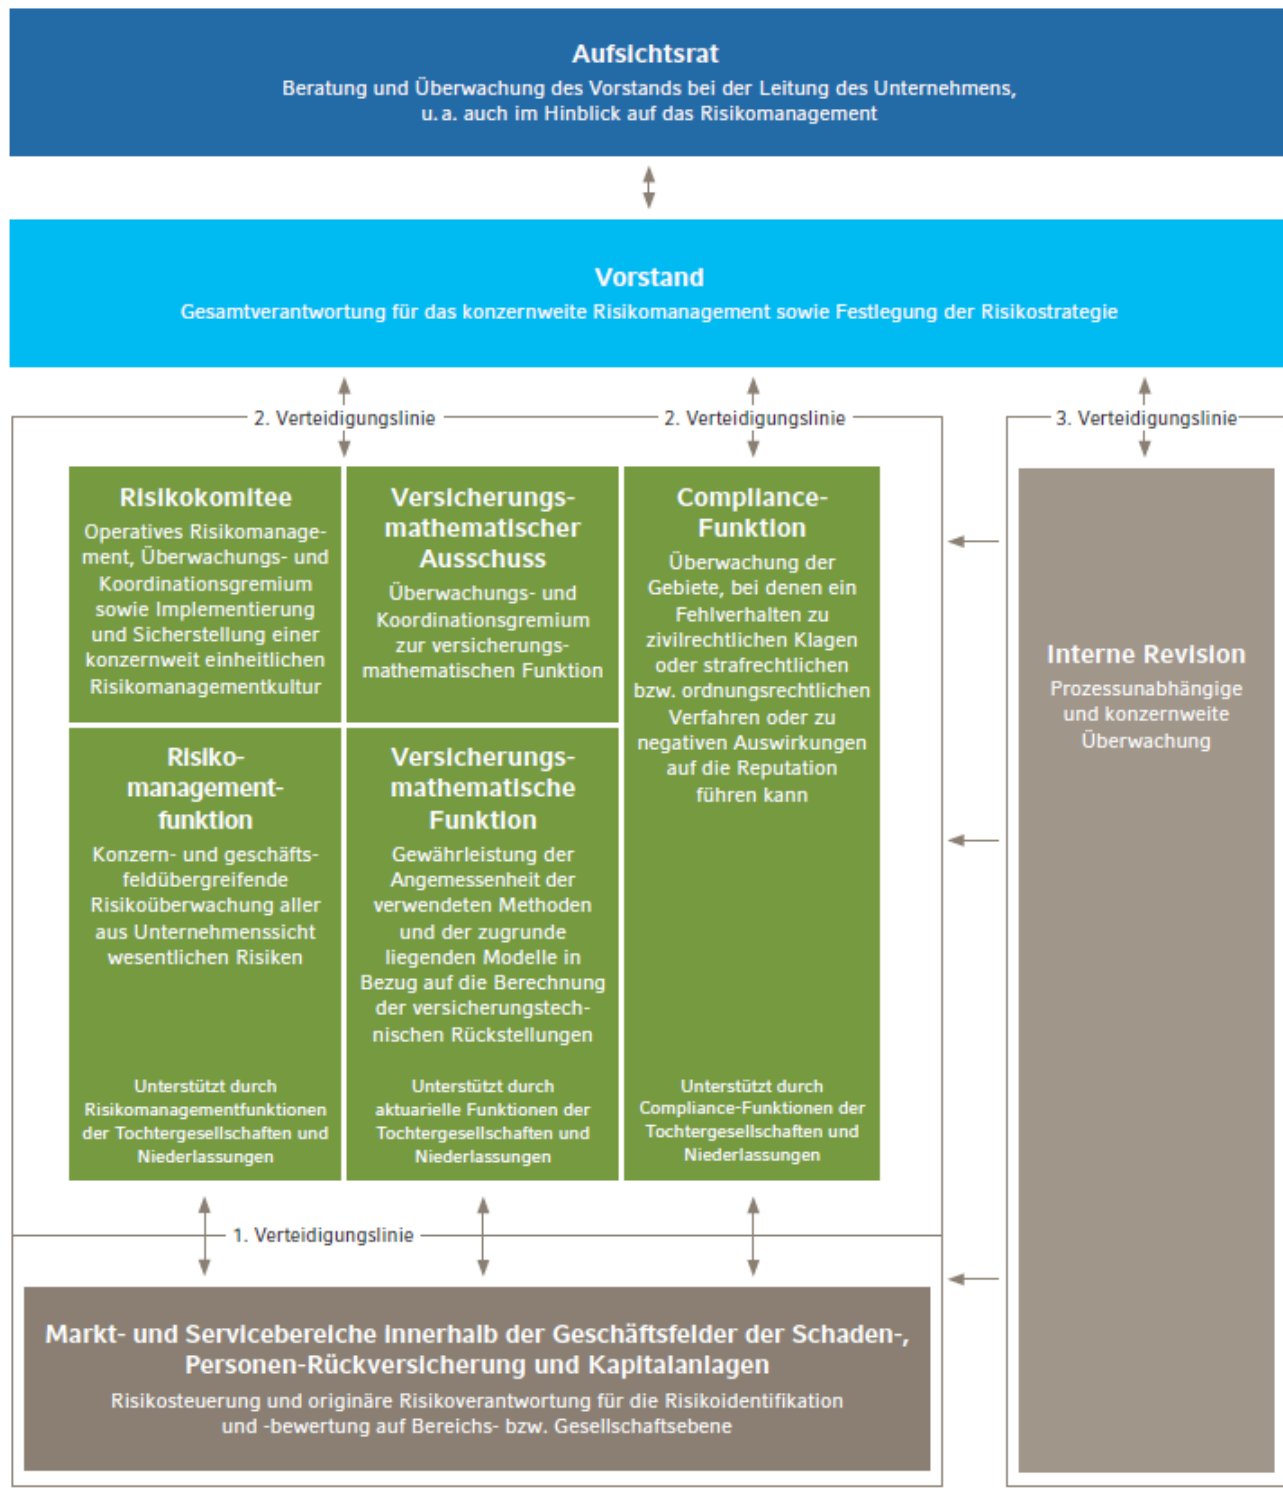 Aufsichtsrat
Beratung und Überwachung des Vorstands bei der Leitung des Unternehmens,
u. a. auch im Hinblick auf das Risikomanagement
Vorstand
Gesamtverantwortung für das konzernweite Risikomanagement sowie Festlegung der Risikostrategie
2. Verteidigungslinie
2. Verteidigungslinie
3. Verteidigungslinie
Risikokomitee
Operatives Risikomanage-
ment, Überwachungs- und
Koordinationsgremium
sowie Implementierung
und Sicherstellung einer
konzernweit einheitlichen
Risikomanagementkultur
Versicherungs-
mathematischer
Ausschuss
Überwachungs- und
Koordinationsgremium
zur versicherungs-
mathematischen Funktion
Compliance-
Funktion
Überwachung der
Gebiete, bei denen ein
Fehlverhalten zu
zivilrechtlichen Klagen
oder strafrechtlichen
bzw. ordnungsrechtlichen
Verfahren oder zu
negativen Auswirkungen
auf die Reputation
führen kann
Interne Revision
Prozessunabhängige
und konzernweite
Überwachung
Risiko-
management-
funktion
Konzern- und geschäfts-
feldübergreifende
Risikoüberwachung aller
aus Unternehmenssicht
wesentlichen Risiken
Versicherungs-
mathematische
Funktion
Gewährleistung der
Angemessenheit der
verwendeten Methoden
und der zugrunde
liegenden Modelle in
Bezug auf die Berechnung
der versicherungstech-
nischen Rückstellungen
Unterstützt durch
Risikomanagementfunktionen
der Tochtergesellschaften und
Niederlassungen
Unterstützt durch
aktuarielle Funktionen der
Tochtergesellschaften und
Niederlassungen
Unterstützt durch
Compliance-Funktionen der
Tochtergesellschaften und
Niederlassungen
1. Verteidigungslinie
Markt- und Servicebereiche innerhalb der Geschäftsfelder der Schaden-,
Personen-Rückversicherung und Kapitalanlagen
Risikosteuerung und originäre Risikoverantwortung für die Risikoidentifikation
und -bewertung auf Bereichs- bzw. Gesellschaftsebene